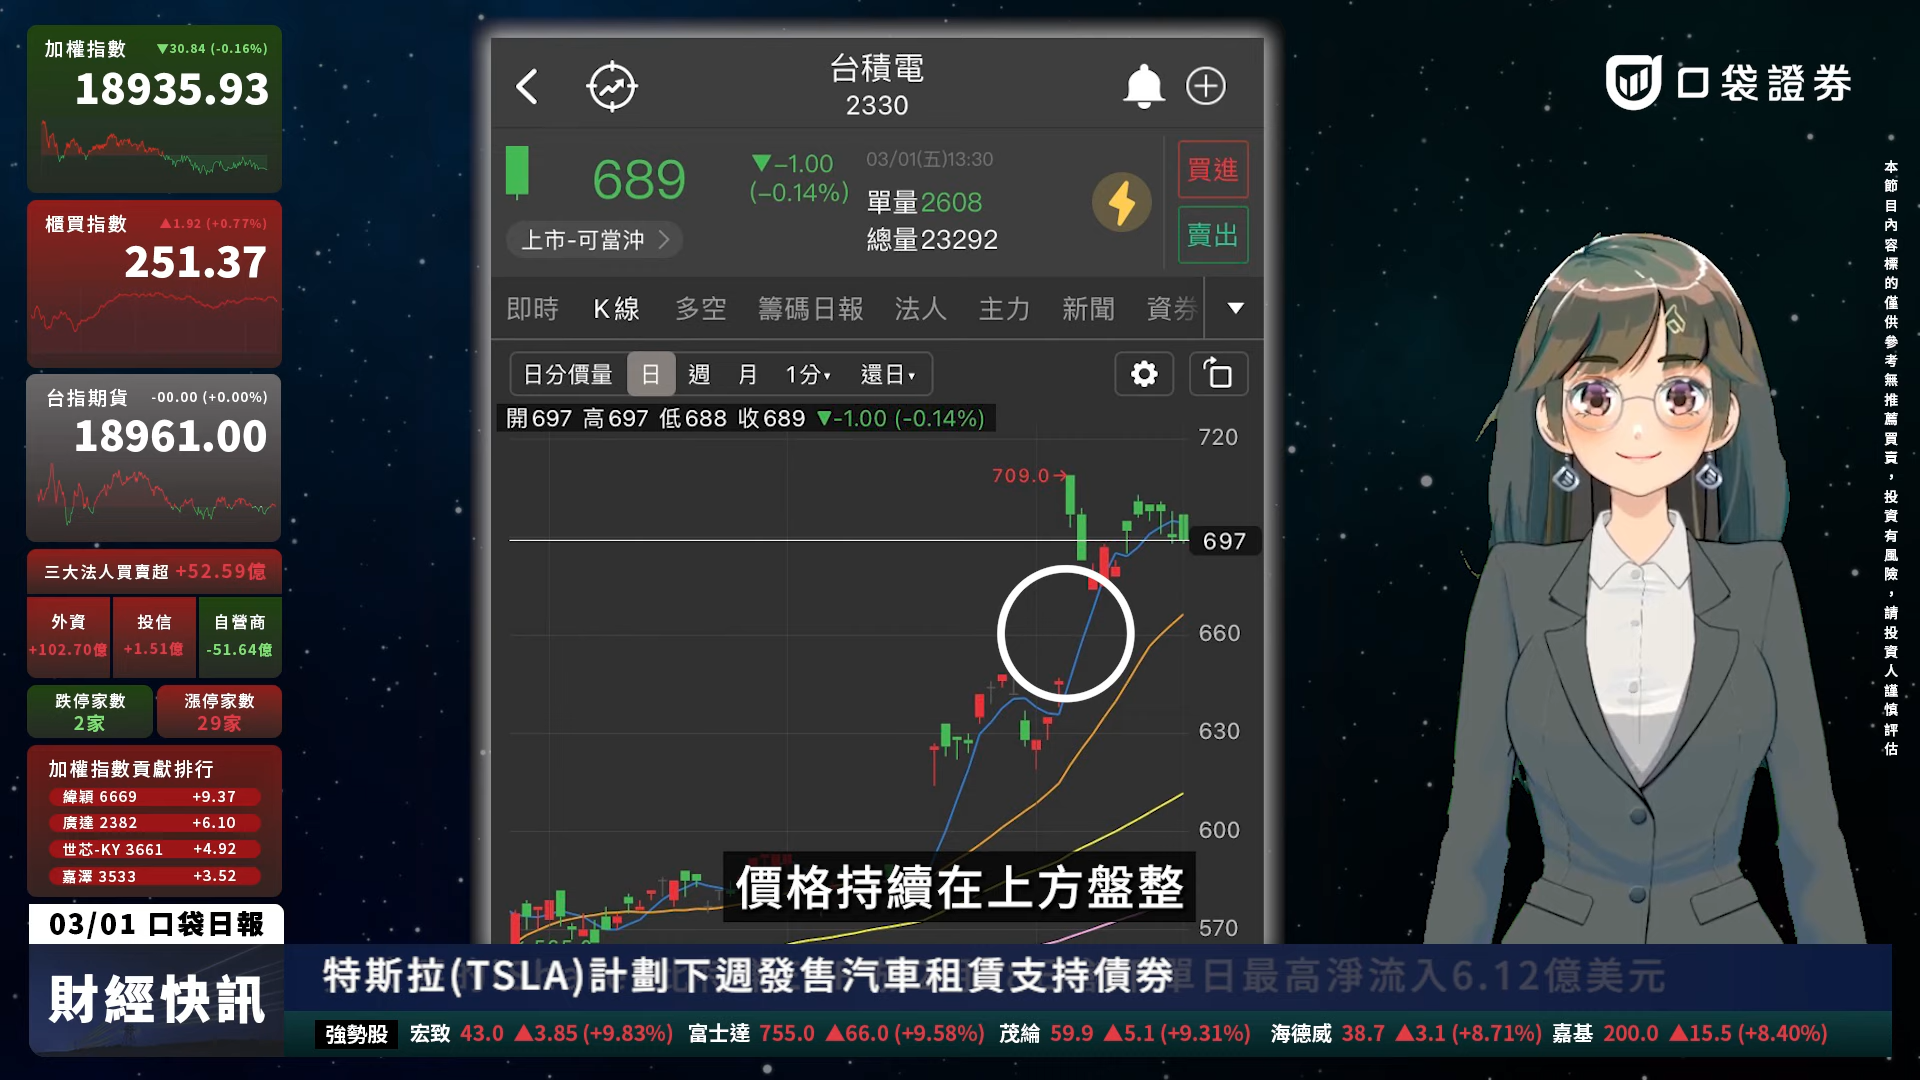 加權指數 ▼30.84 (-0.16%)
18935.93
櫃買指數 ▲1.92 (+0.77%)
251.37
台指期貨 -00.00 (+0.00%)
18961.00
三大法人買賣超 +52.59億
外資 投信 自營商
+102.70億 +1.51億 -51.64億
跌停家數 漲停家數
2家 29家
加權指數貢獻排行
緯穎 6669 +9.37
廣達 2382 +6.10
世芯-KY 3661 +4.92
嘉澤 3533 +3.52
03/01 口袋日報
財經快訊
台積電
2330
689
▼-1.00
(-0.14%)
03/01(五)13:30
單量2608
總量23292
上市-可當沖
買進
賣出
即時 K線 多空 籌碼日報 法人 主力 新聞 資券
日分價量 日 週 月 1分▾ 還日▾
開697 高697 低688 收689 ▼-1.00 (-0.14%)
720
709.0→
697
660
630
600
570
價格持續在上方盤整
口袋證券
本節目內容標的僅供參考無推薦買賣,投資有風險,請投資人謹慎評估
特斯拉(TSLA)計劃下週發售汽車租賃支持債券
單日最高淨流入6.12億美元
強勢股 宏致 43.0 ▲3.85 (+9.83%) 富士達 755.0 ▲66.0 (+9.58%) 茂綸 59.9 ▲5.1 (+9.31%) 海德威 38.7 ▲3.1 (+8.71%) 嘉基 200.0 ▲15.5 (+8.40%)